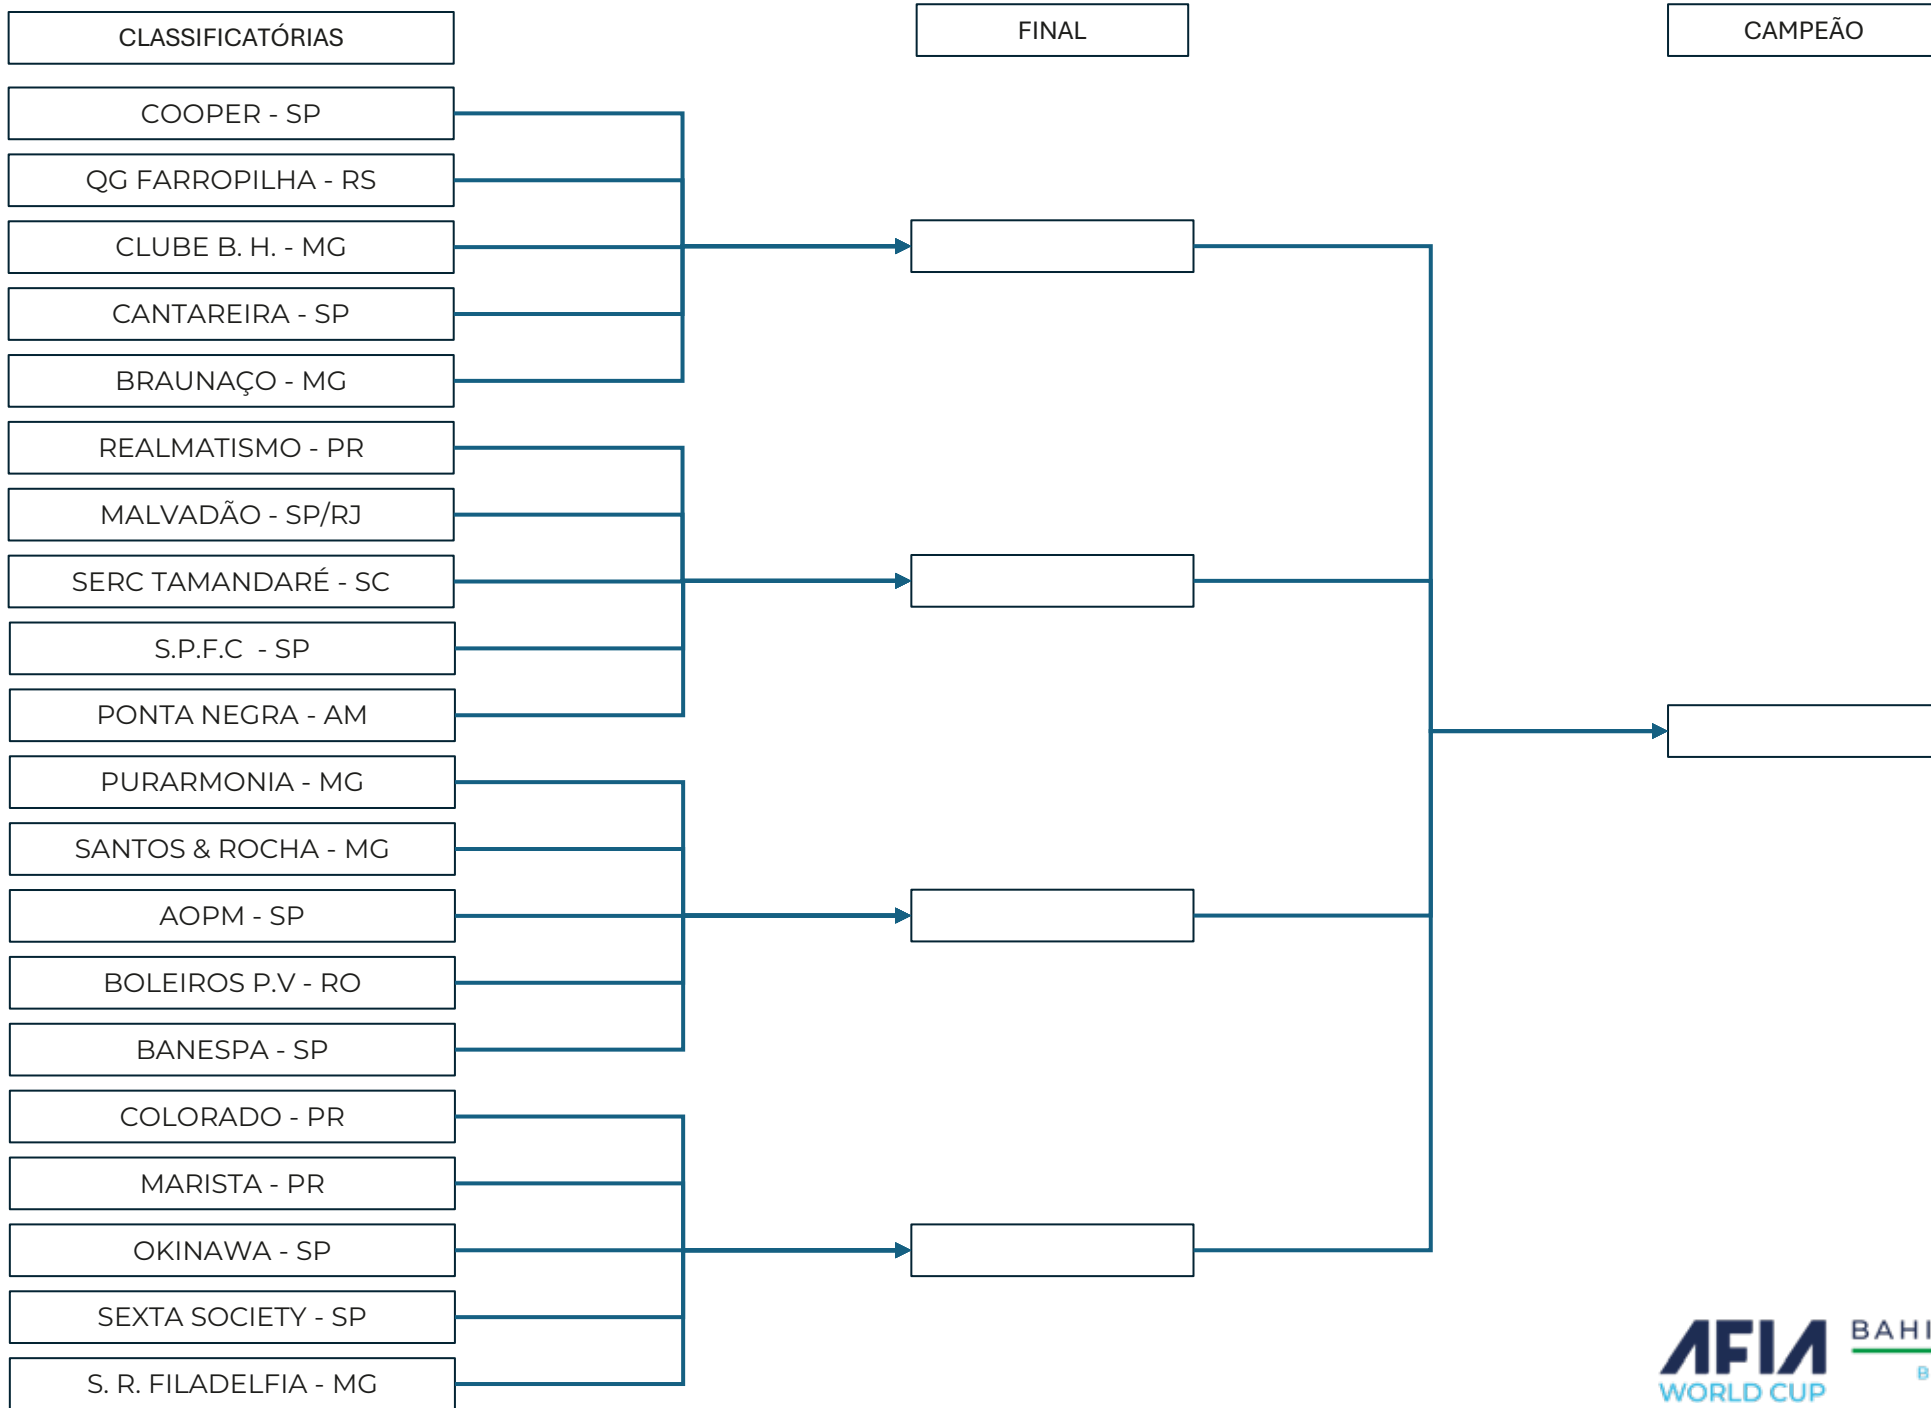 CLASSIFICATÓRIAS
FINAL
CAMPEÃO
COOPER - SP
QG FARROPILHA - RS
CLUBE B. H. - MG
CANTAREIRA - SP
BRAUNAÇO - MG
REALMATISMO - PR
MALVADÃO - SP/RJ
SERC TAMANDARÉ - SC
S.P.F.C - SP
PONTA NEGRA - AM
PURARMONIA - MG
SANTOS & ROCHA - MG
AOPM - SP
BOLEIROS P.V - RO
BANESPA - SP
COLORADO - PR
MARISTA - PR
OKINAWA - SP
SEXTA SOCIETY - SP
S. R. FILADELFIA - MG
AFIA
WORLD CUP
BAHI
B